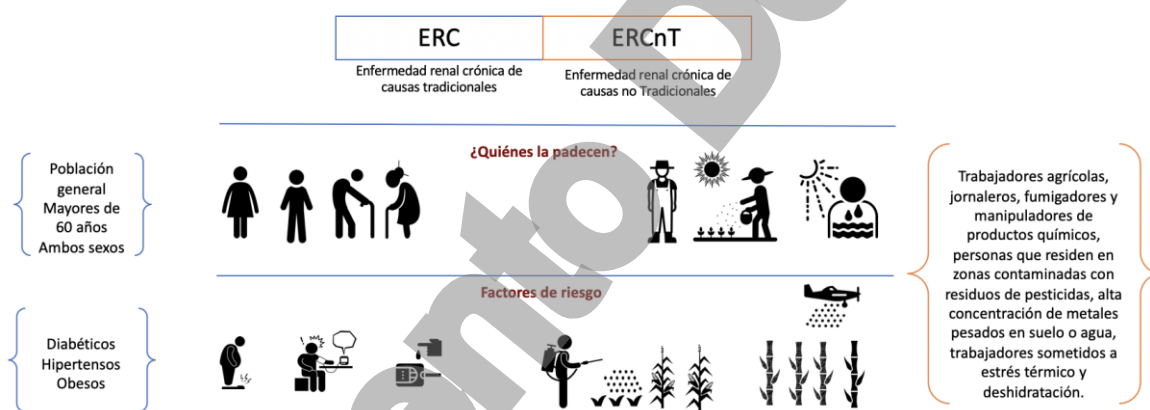 ERC
ERCnT
Enfermedad renal crónica de
causas tradicionales
Enfermedad renal crónica de
causas no Tradicionales
¿Quiénes la padecen?
Población
general
Mayores de
60 años
Ambos sexos
Trabajadores agrícolas,
jornaleros, fumigadores y
manipuladores de
productos químicos,
personas que residen en
zonas contaminadas con
residuos de pesticidas, alta
concentración de metales
pesados en suelo o agua,
trabajadores sometidos a
estrés térmico y
deshidratación.
Factores de riesgo
Diabéticos
Hipertensos
Obesos